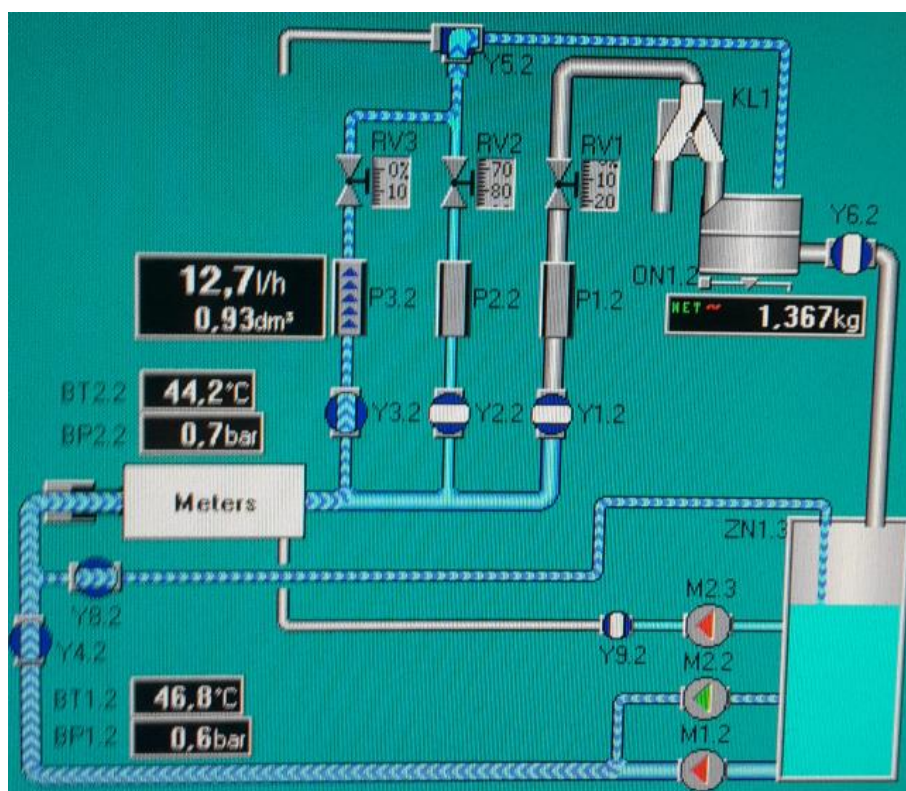 Y5.2
KL1
RV3
0%
10
RV2
70
80
RV1
10
20
Y6.2
12,7l/h
0,93dm³
P3.2
P2.2
P1.2
ON1.2
NET ~
1,367kg
BT2.2
44,2°C
Y3.2
Y2.2
Y1.2
BP2.2
0,7bar
Meters
ZN1.3
Y8.2
M2.3
Y4.2
Y9.2
M2.2
BT1.2
46,8°C
BP1.2
0,6bar
M1.2